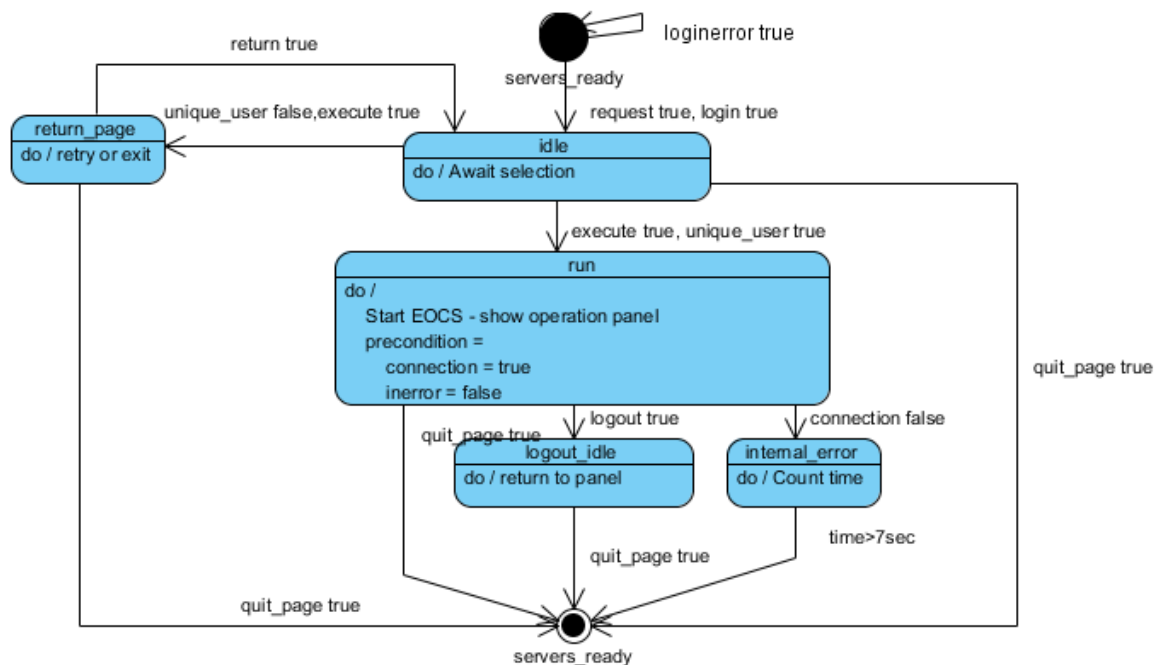 loginerror true
return true
servers_ready
unique_user false,execute true
request true, login true
return_page
do / retry or exit
idle
do / Await selection
execute true, unique_user true
run
do /
Start EOCS - show operation panel
precondition =
connection = true
inerror = false
quit_page true
logout true
connection false
quit_page true
logout_idle
do / return to panel
internal_error
do / Count time
time>7sec
quit_page true
quit_page true
servers_ready